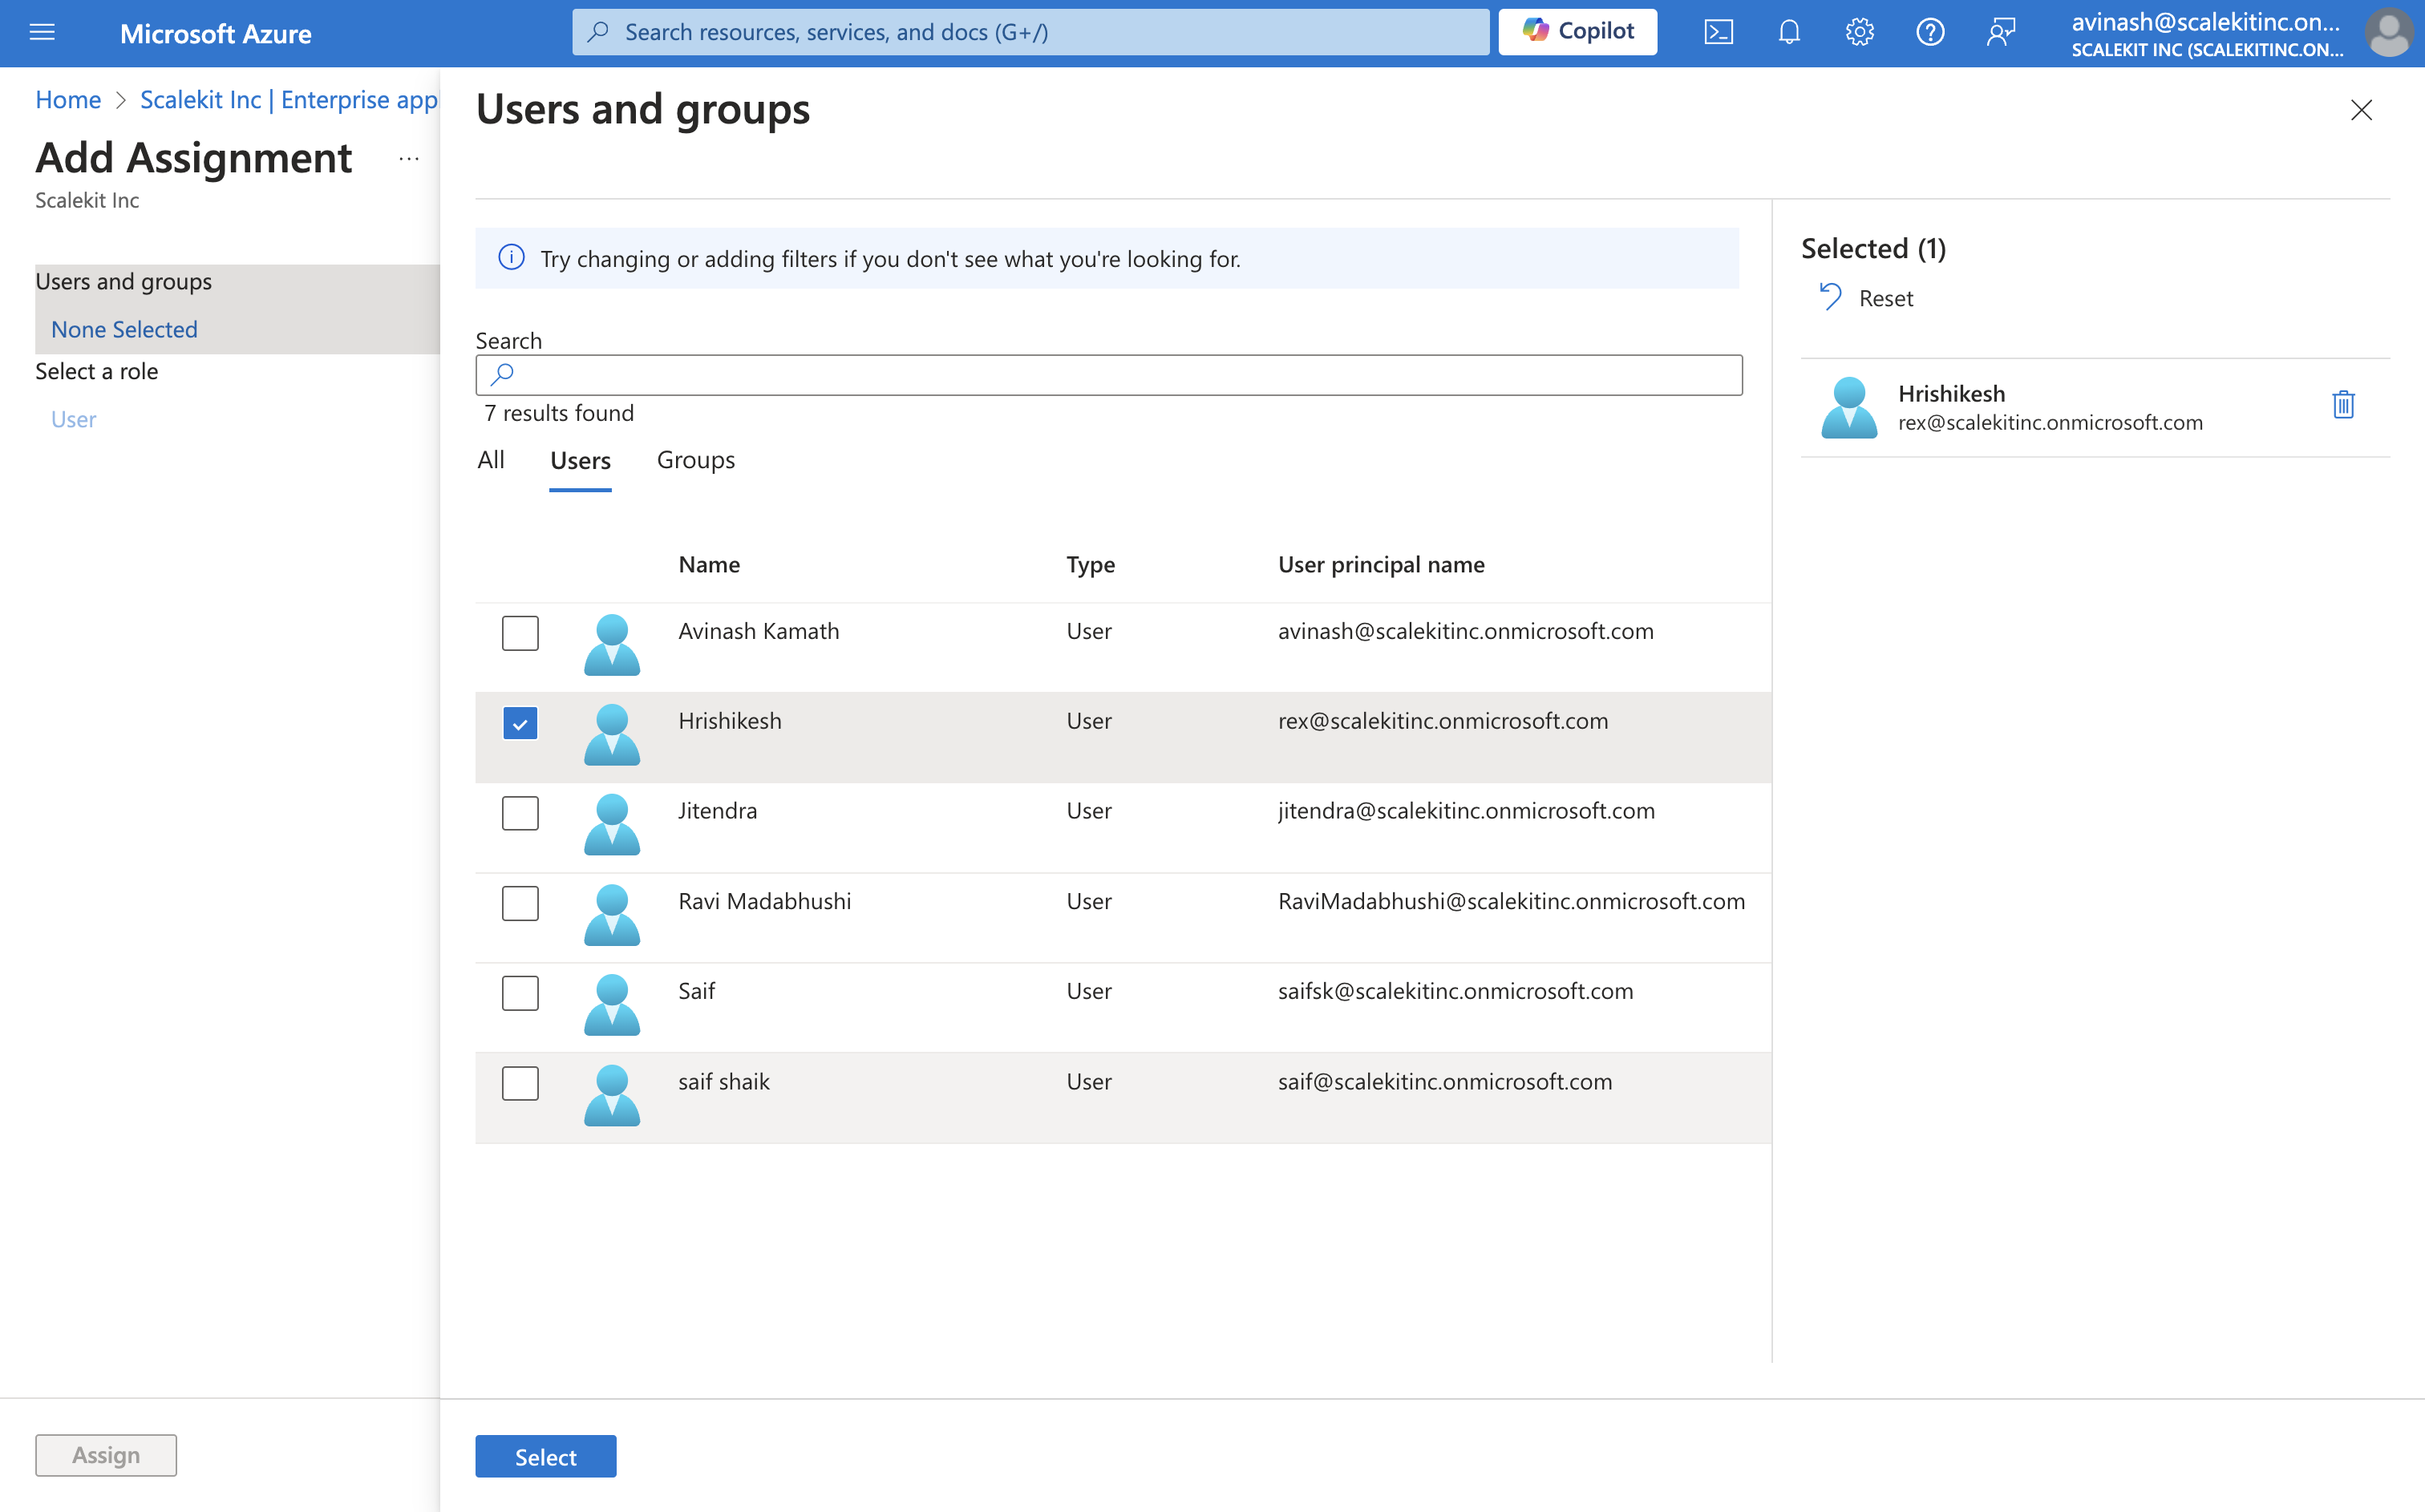 Microsoft Azure
Search resources, services, and docs (G+/)
Copilot
avinash@scalekitinc.on...
SCALEKIT INC (SCALEKITINC.ON...
Home > Scalekit Inc | Enterprise app
Add Assignment ...
Scalekit Inc
Users and groups
None Selected
Select a role
User
Assign
Users and groups
Try changing or adding filters if you don't see what you're looking for.
Search
7 results found
All Users Groups
Name Type User principal name
Avinash Kamath User avinash@scalekitinc.onmicrosoft.com
Hrishikesh User rex@scalekitinc.onmicrosoft.com
Jitendra User jitendra@scalekitinc.onmicrosoft.com
Ravi Madabhushi User RaviMadabhushi@scalekitinc.onmicrosoft.com
Saif User saifsk@scalekitinc.onmicrosoft.com
saif shaik User saif@scalekitinc.onmicrosoft.com
Select
Selected (1)
Reset
Hrishikesh
rex@scalekitinc.onmicrosoft.com